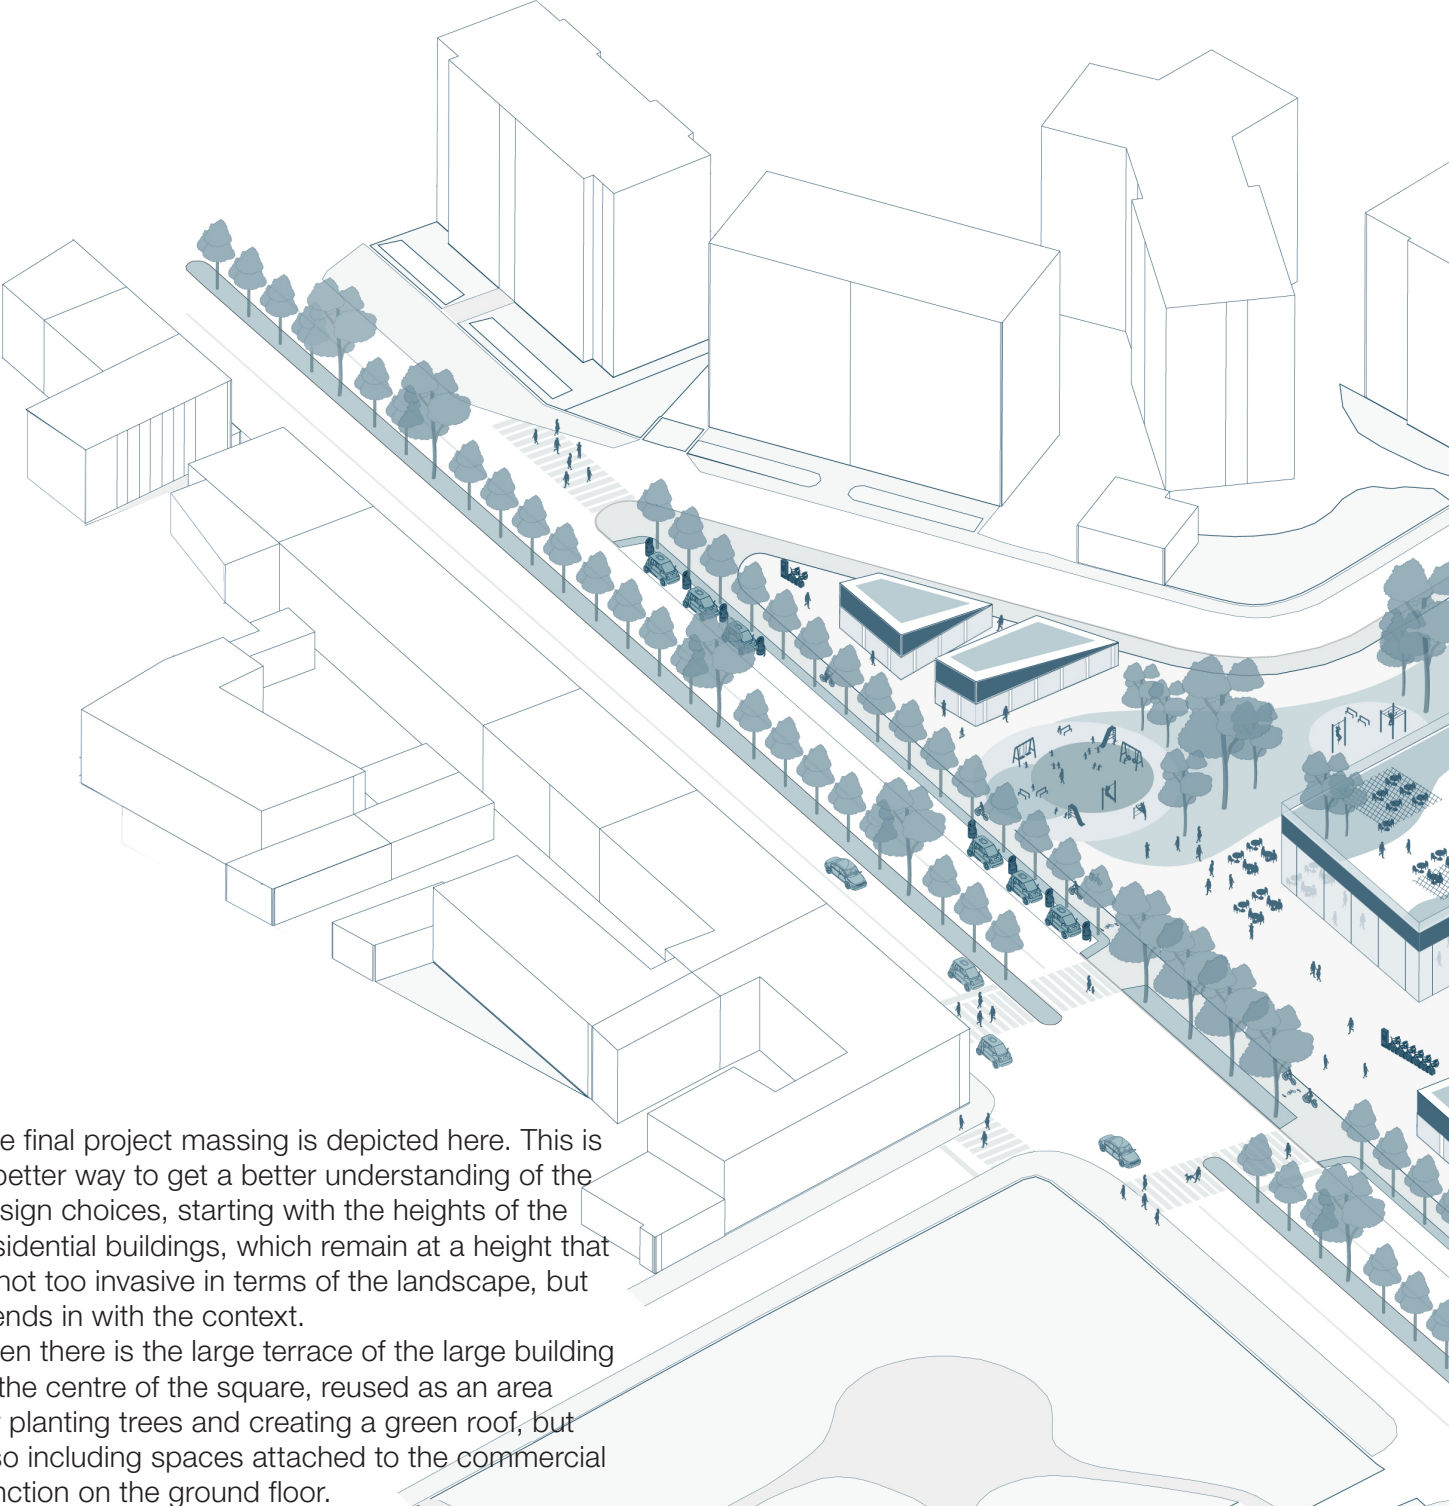 e final project massing is depicted here. This is
better way to get a better understanding of the
sign choices, starting with the heights of the
sidential buildings, which remain at a height that
not too invasive in terms of the landscape, but
ends in with the context.
en there is the large terrace of the large building
the centre of the square, reused as an area
planting trees and creating a green roof, but
so including spaces attached to the commercial
nction on the ground floor.